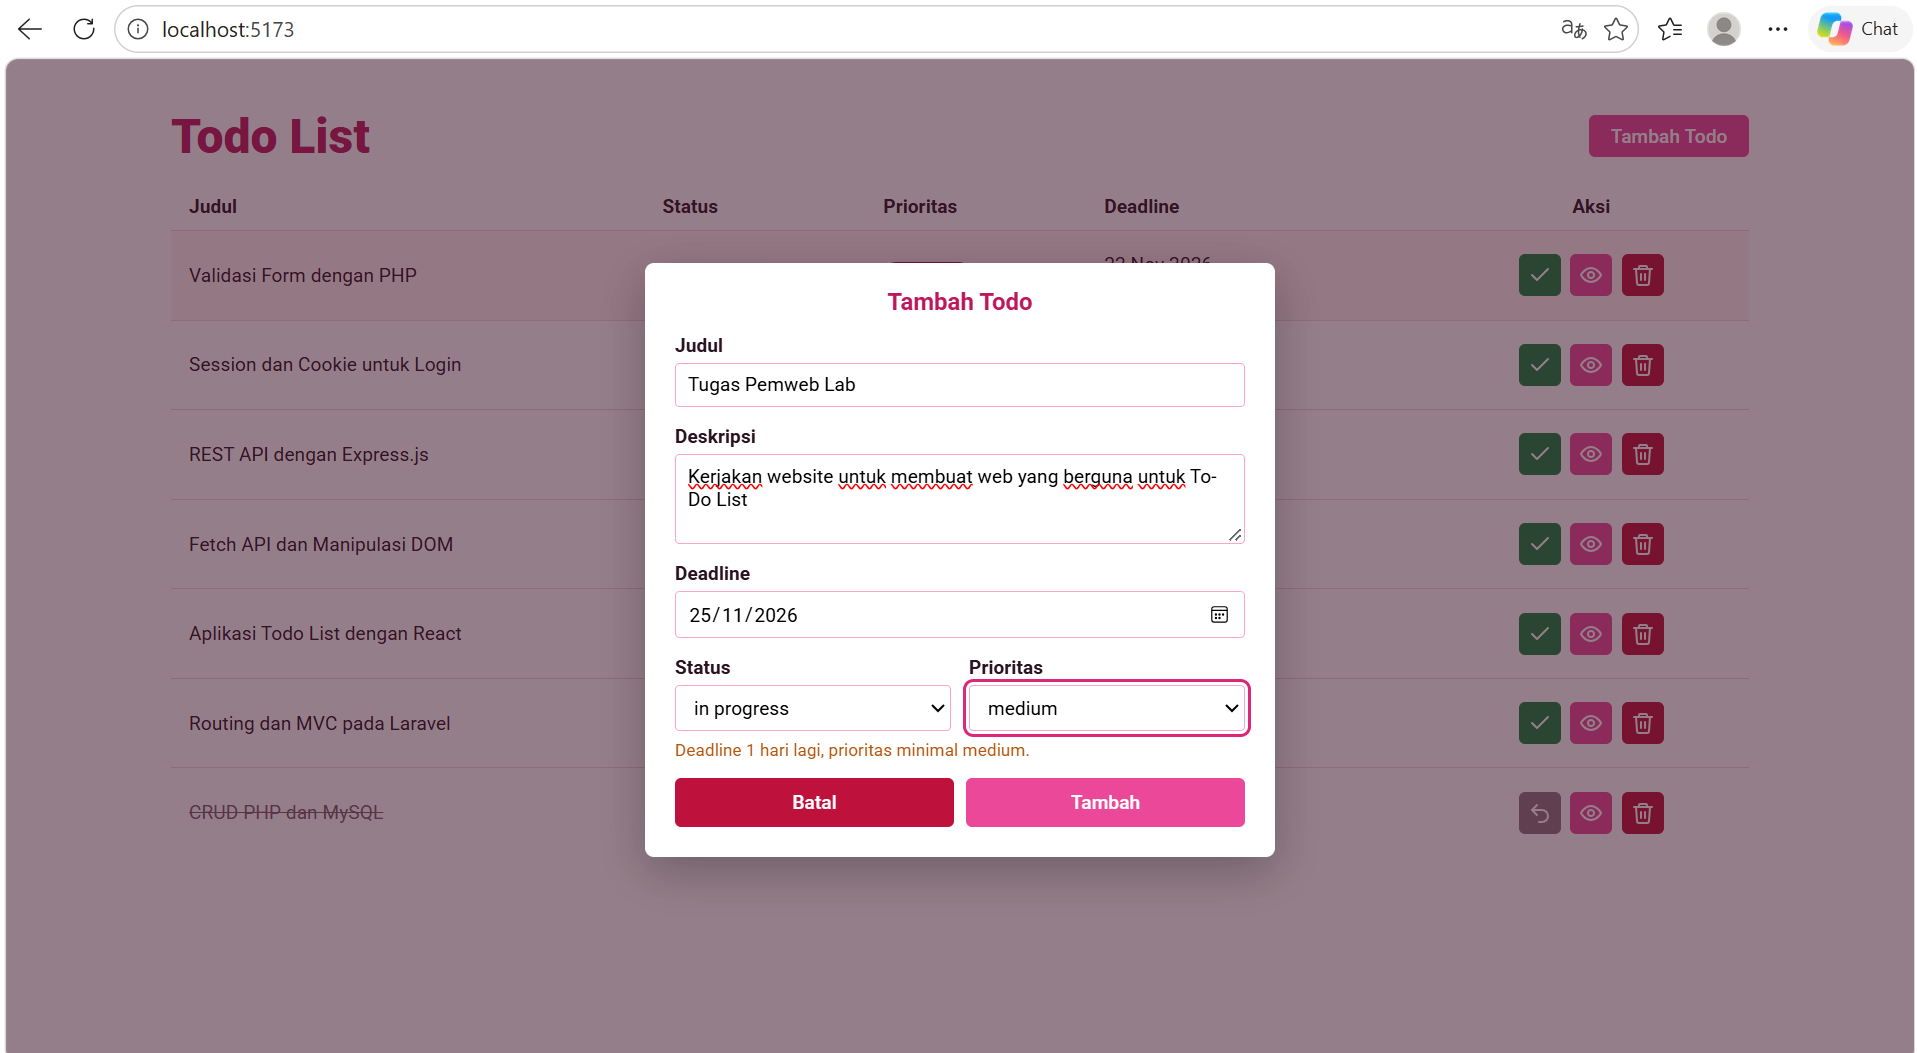 localhost:5173
Chat
Todo List
Tambah Todo
Judul
Status
Prioritas
Deadline
Aksi
Validasi Form dengan PHP
Session dan Cookie untuk Login
REST API dengan Express.js
Fetch API dan Manipulasi DOM
Aplikasi Todo List dengan React
Routing dan MVC pada Laravel
CRUD PHP dan MySQL
Tambah Todo
Judul
Tugas Pemweb Lab
Deskripsi
Kerjakan website untuk membuat web yang berguna untuk To-
Do List
Deadline
25/11/2026
Status
Prioritas
in progress
medium
Deadline 1 hari lagi, prioritas minimal medium.
Batal
Tambah